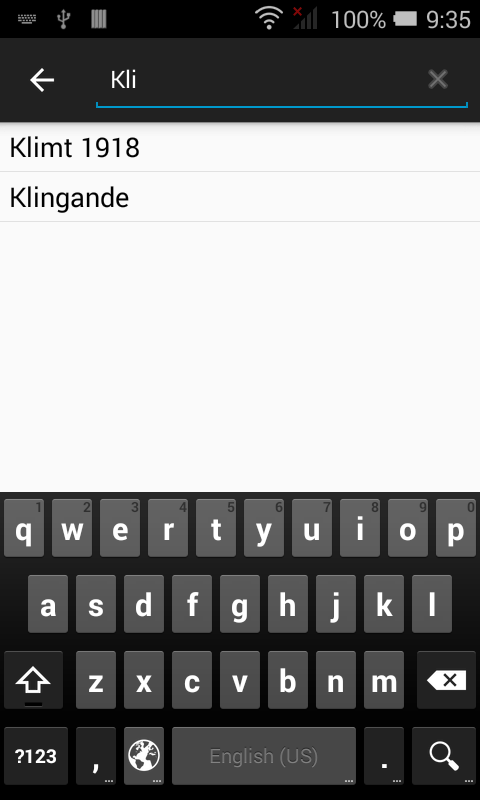 100% 9:35
Kli
Klimt 1918
Klingande
1 2 3 4 5 6 7 8 9 0
q w e r t y u i o p
a s d f g h j k l
z x c v b n m
?123 , English (US) .